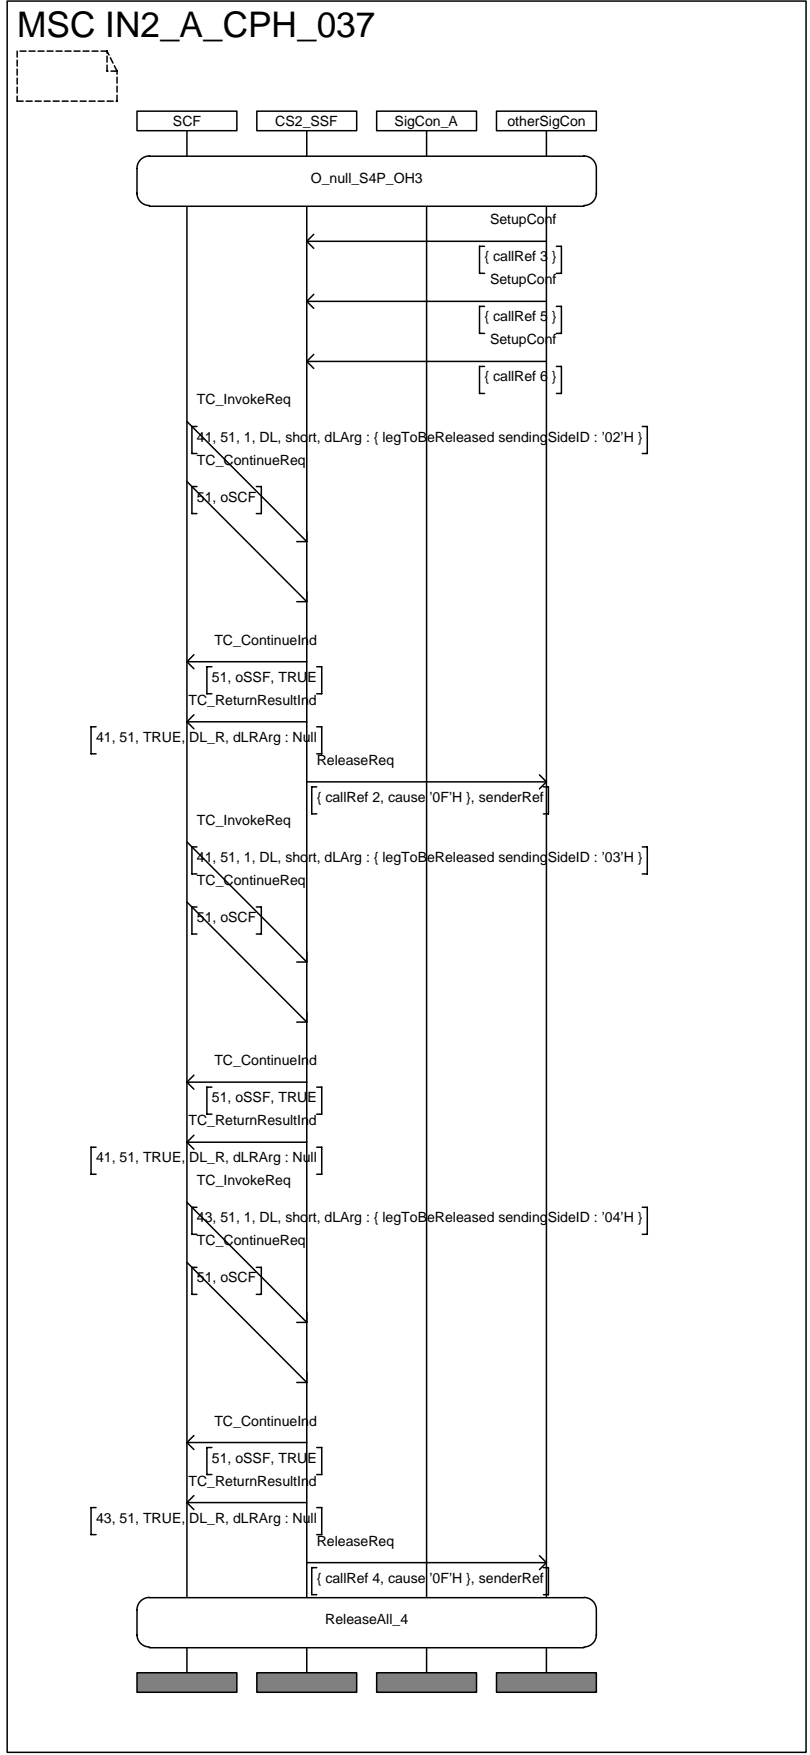 MSC IN2_A_CPH_037
SCF CS2_SSF SigCon_A otherSigCon
O_null_S4P_OH3
SetupConf
{ callRef 3 }
SetupConf
{ callRef 5 }
SetupConf
{ callRef 6 }
TC_InvokeReq
41, 51, 1, DL, short, dLArg : { legToBeReleased sendingSideID : '02'H }
TC_ContinueReq
51, oSCF
TC_ContinueInd
51, oSSF, TRUE
TC_ReturnResultInd
41, 51, TRUE, DL_R, dLRArg : Null
ReleaseReq
{ callRef 2, cause '0F'H }, senderRef
TC_InvokeReq
41, 51, 1, DL, short, dLArg : { legToBeReleased sendingSideID : '03'H }
TC_ContinueReq
51, oSCF
TC_ContinueInd
51, oSSF, TRUE
TC_ReturnResultInd
41, 51, TRUE, DL_R, dLRArg : Null
TC_InvokeReq
43, 51, 1, DL, short, dLArg : { legToBeReleased sendingSideID : '04'H }
TC_ContinueReq
51, oSCF
TC_ContinueInd
51, oSSF, TRUE
TC_ReturnResultInd
43, 51, TRUE, DL_R, dLRArg : Null
ReleaseReq
{ callRef 4, cause '0F'H }, senderRef
ReleaseAll_4